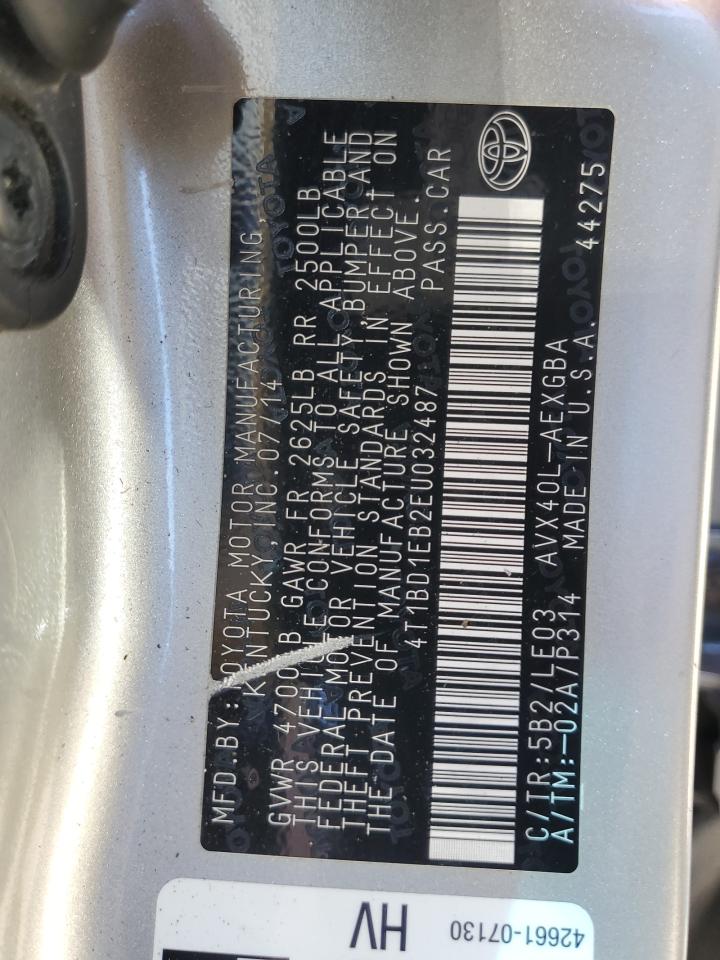 MFD.BY: TOYOTA MOTOR MANUFACTURING,
KENTUCKY, INC. 07/14
GVWR 4700LB GAWR FR 2625LB RR 2500LB
THIS VEHICLE CONFORMS TO ALL APPLICABLE
FEDERAL MOTOR VEHICLE SAFETY, BUMPER, AND
THEFT PREVENTION STANDARDS IN EFFECT ON
THE DATE OF MANUFACTURE SHOWN ABOVE.
4T1BD1EB2EU032487 PASS.CAR
C/TR:5B2/LE03 AVX40L-AEXGBA
A/TM:-02A/P314 MADE IN U.S.A. 44275
HV
42661-07130